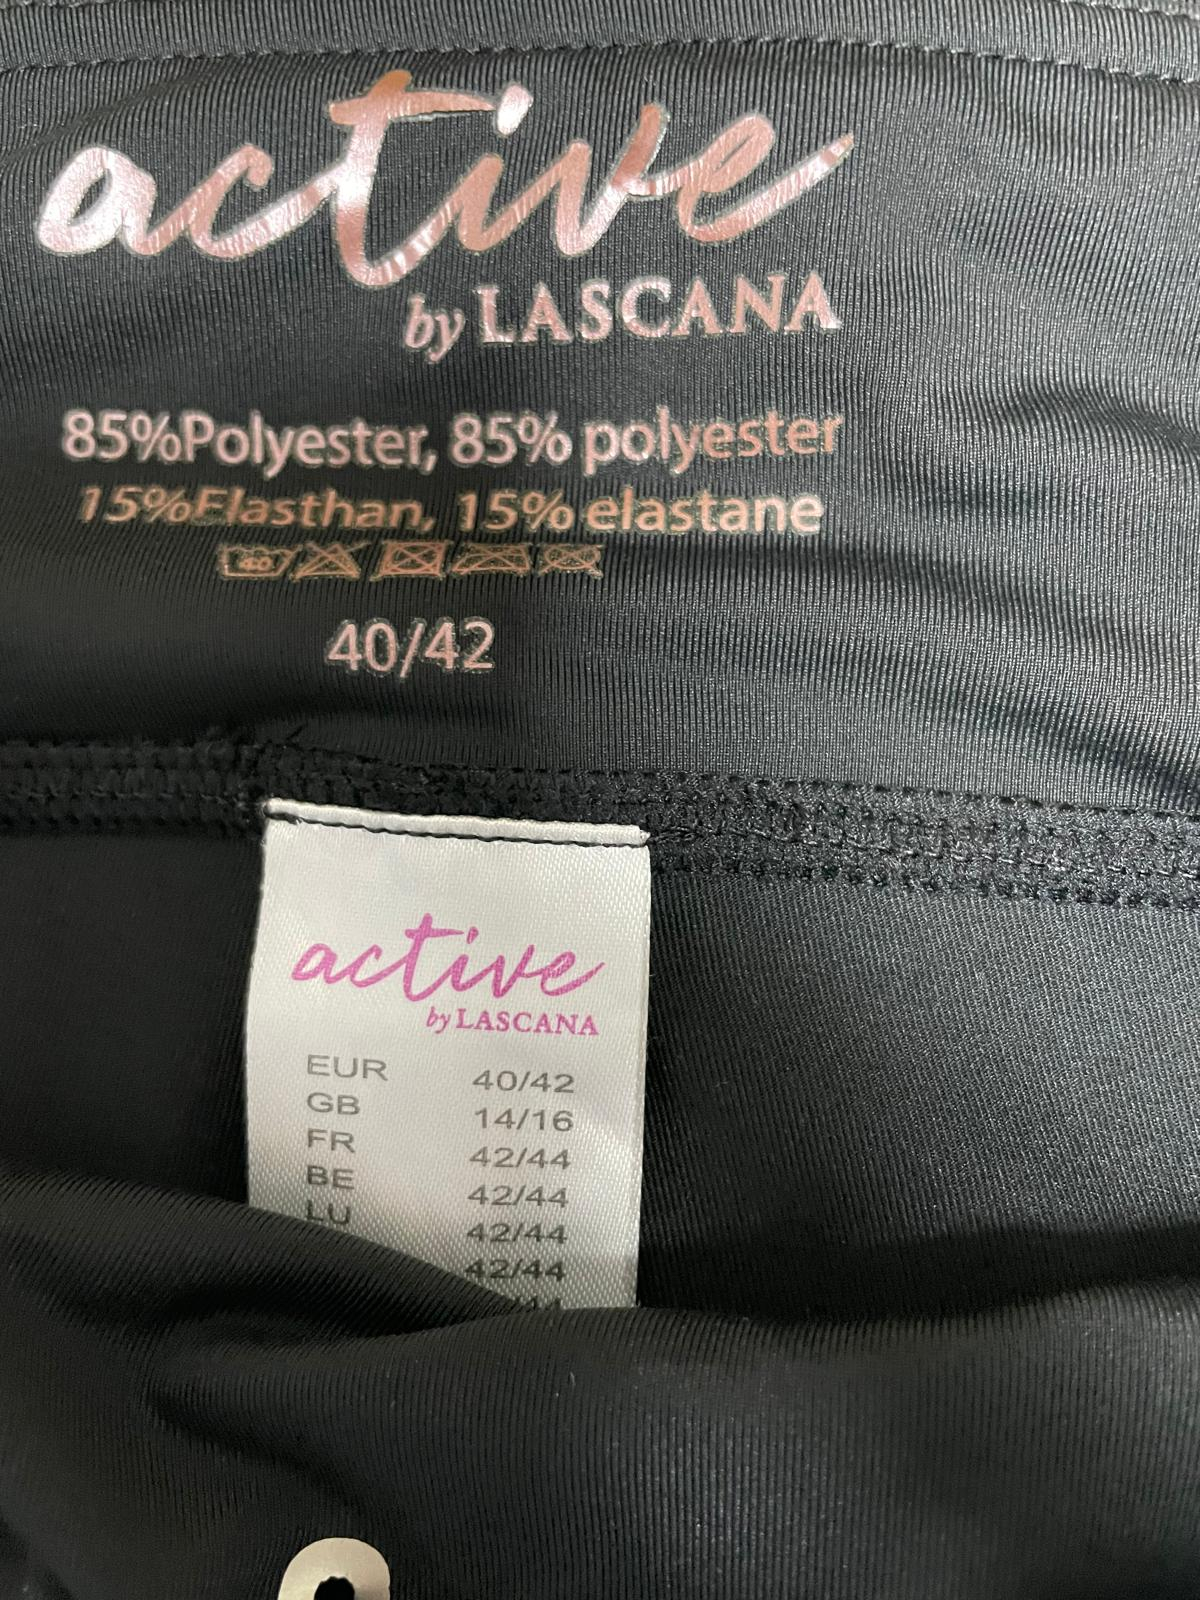 active
by LASCANA
85%Polyester, 85% polyester
15%Elasthan, 15% elastane
40
40/42
active
by LASCANA
EUR 40/42
GB 14/16
FR 42/44
BE 42/44
LU 42/44
42/44